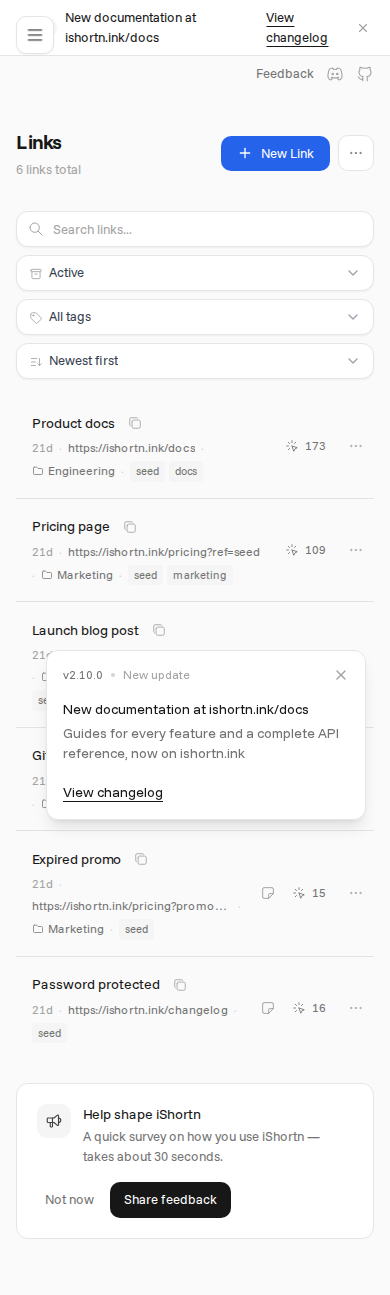 New documentation at
ishortn.ink/docs
View
changelog
Feedback
Links
6 links total
New Link
Search links...
Active
All tags
Newest first
Product docs
21d · https://ishortn.ink/docs ·
173
Engineering · seed docs
Pricing page
21d · https://ishortn.ink/pricing?ref=seed
109
· Marketing · seed marketing
Launch blog post
v2.10.0 • New update
New documentation at ishortn.ink/docs
Guides for every feature and a complete API
reference, now on ishortn.ink
View changelog
Expired promo
21d ·
https://ishortn.ink/pricing?promo... ·
15
Marketing · seed
Password protected
21d · https://ishortn.ink/changelog ·
16
seed
Help shape iShortn
A quick survey on how you use iShortn —
takes about 30 seconds.
Not now
Share feedback